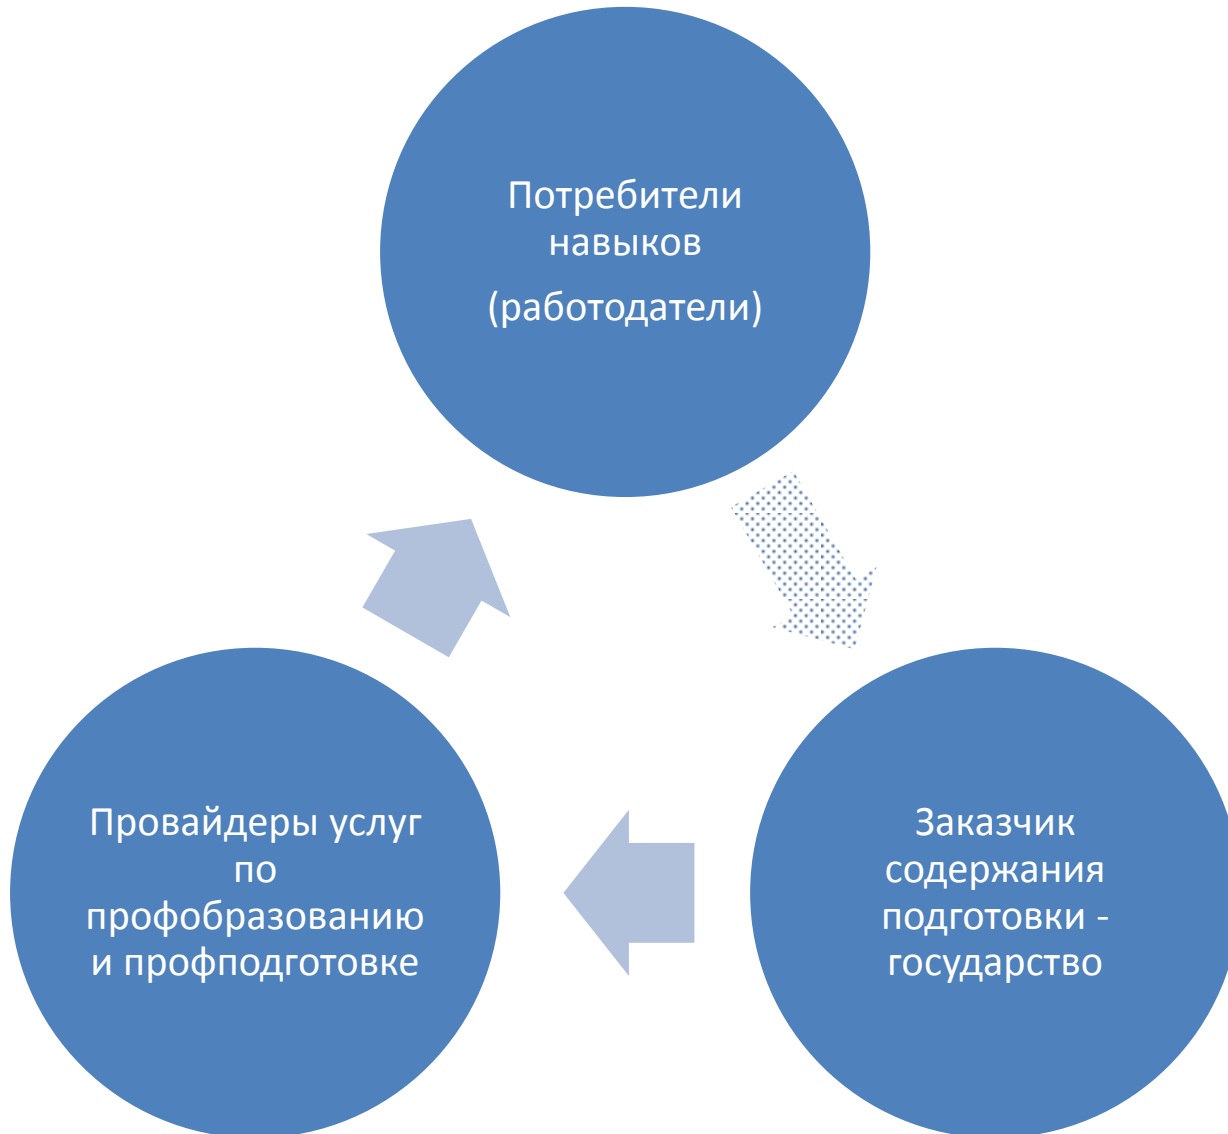 Потребители
навыков
(работодатели)
Провайдеры услуг
по
профобразованию
и профподготовке
Заказчик
содержания
подготовки -
государство